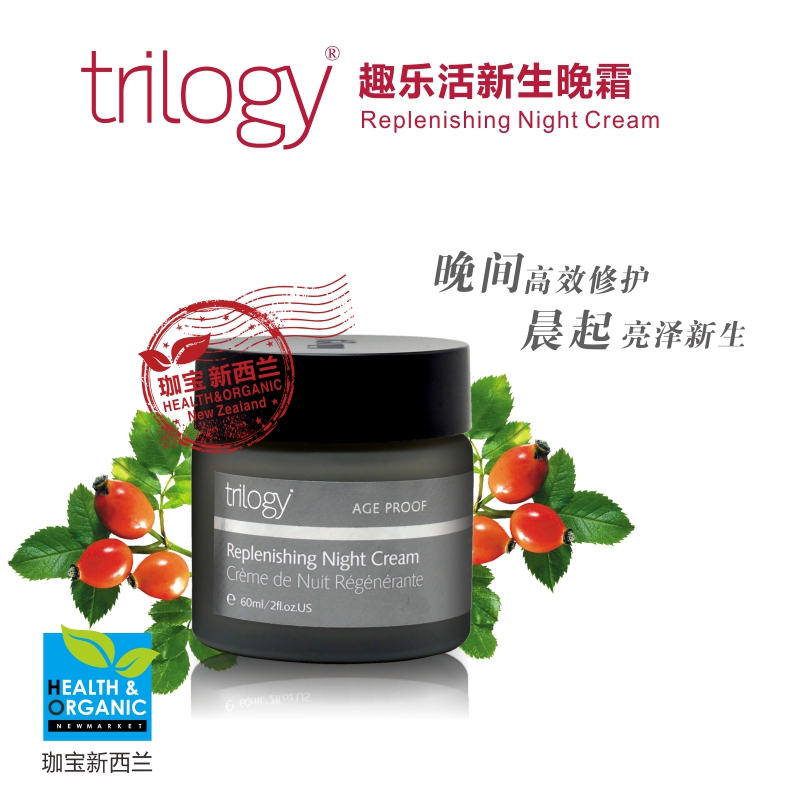 trilogy®
趣乐活新生晚霜
Replenishing Night Cream
晚间高效修护
晨起 亮泽新生
珈宝新西兰
HEALTH&ORGANIC
New Zealand
trilogy
AGE PROOF
Replenishing Night Cream
Crème de Nuit Régénérante
e 60ml/2fl.oz.US
HEALTH &
ORGANIC
NEWMARKET
珈宝新西兰